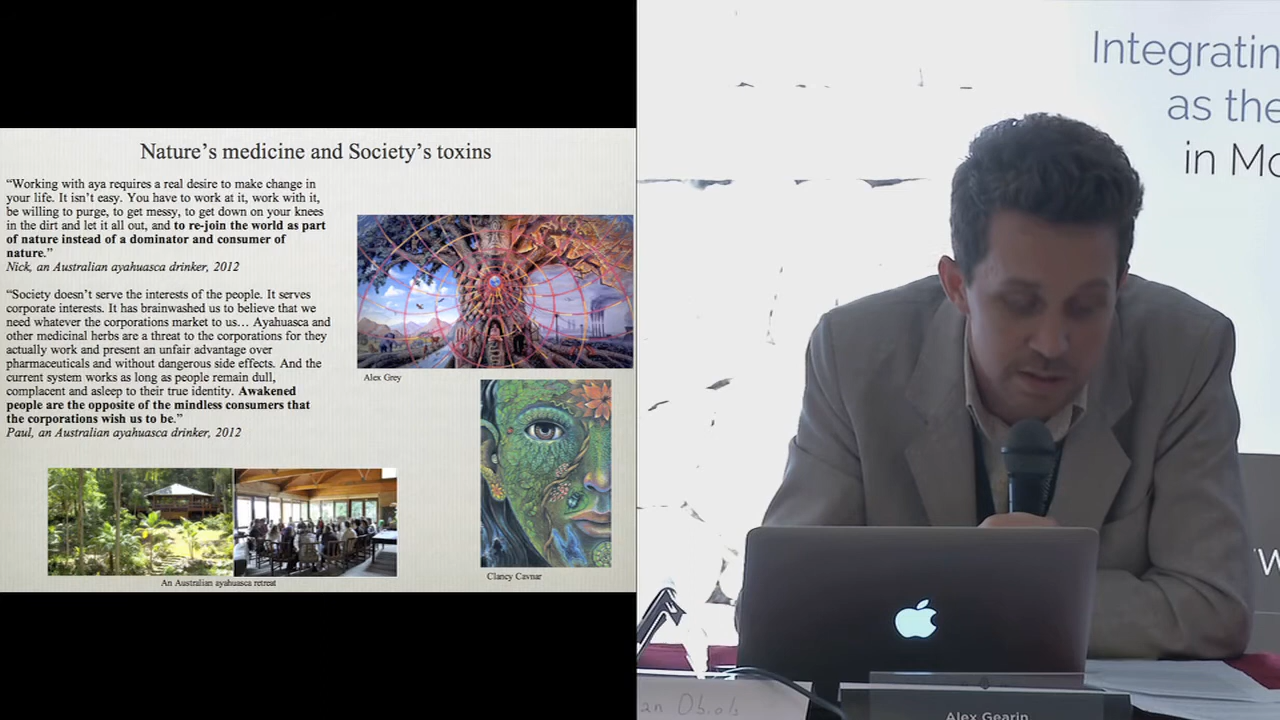 Nature's medicine and Society's toxins
“Working with aya requires a real desire to make change in
your life. It isn't easy. You have to work at it, work with it,
be willing to purge, to get messy, to get down on your knees
in the dirt and let it all out, and to re-join the world as part
of nature instead of a dominator and consumer of
nature.”
Nick, an Australian ayahuasca drinker, 2012
“Society doesn't serve the interests of the people. It serves
corporate interests. It has brainwashed us to believe that we
need whatever the corporations market to us… Ayahuasca and
other medicinal herbs are a threat to the corporations for they
actually work and present an unfair advantage over
pharmaceuticals and without dangerous side effects. And the
current system works as long as people remain dull,
complacent and asleep to their true identity. Awakened
people are the opposite of the mindless consumers that
the corporations wish us to be.”
Paul, an Australian ayahuasca drinker, 2012
Alex Grey
Clancy Cavnar
An Australian ayahuasca retreat
Integratin
as the
in Mo
w
an Obiols
Alex Gearin